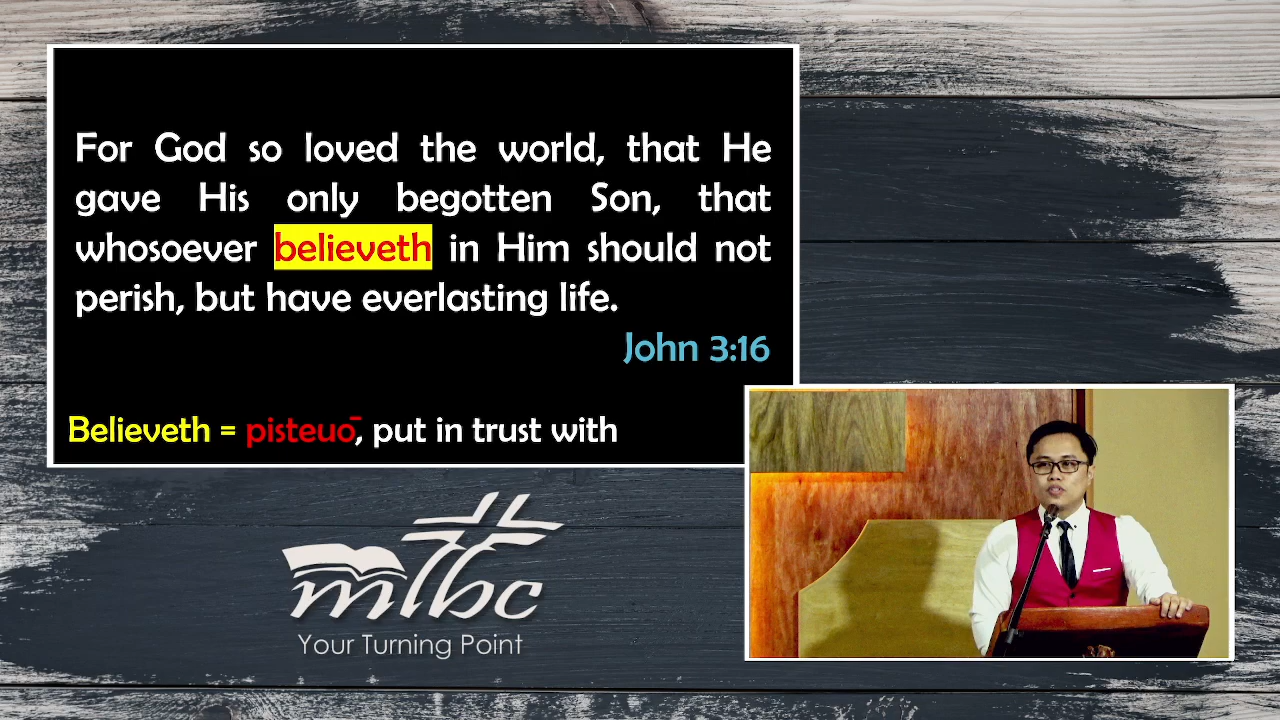 For God so loved the world, that He
gave His only begotten Son, that
whosoever believeth in Him should not
perish, but have everlasting life.
John 3:16
Believeth = pisteuō, put in trust with
mlbc
Your Turning Point